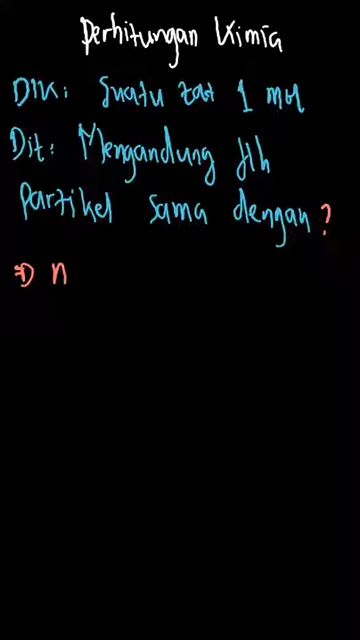 Perhitungan Kimia
Dik: Suatu zat 1 mol
Dit: Mengandung Jlh
Partikel sama dengan?
⇒ n